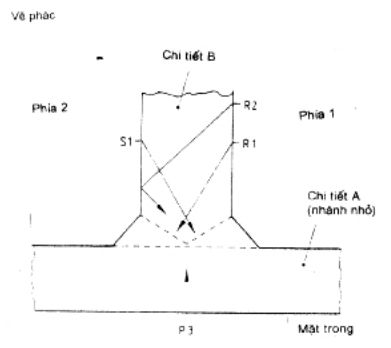 Vẽ phác
Chi tiết B
Phía 2
R2
Phía 1
S1
R1
Chi tiết A
(nhánh nhỏ)
P3
Mặt trong